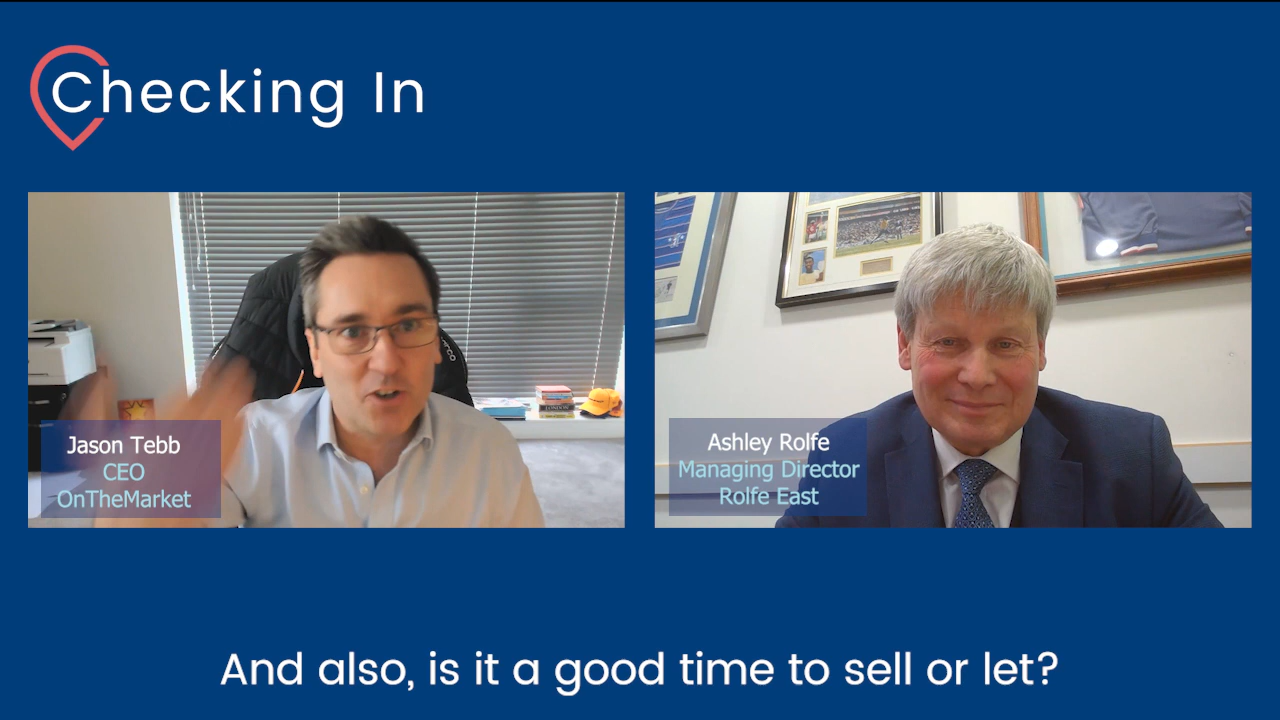 Checking In
Jason Tebb
CEO
OnTheMarket
Ashley Rolfe
Managing Director
Rolfe East
And also, is it a good time to sell or let?